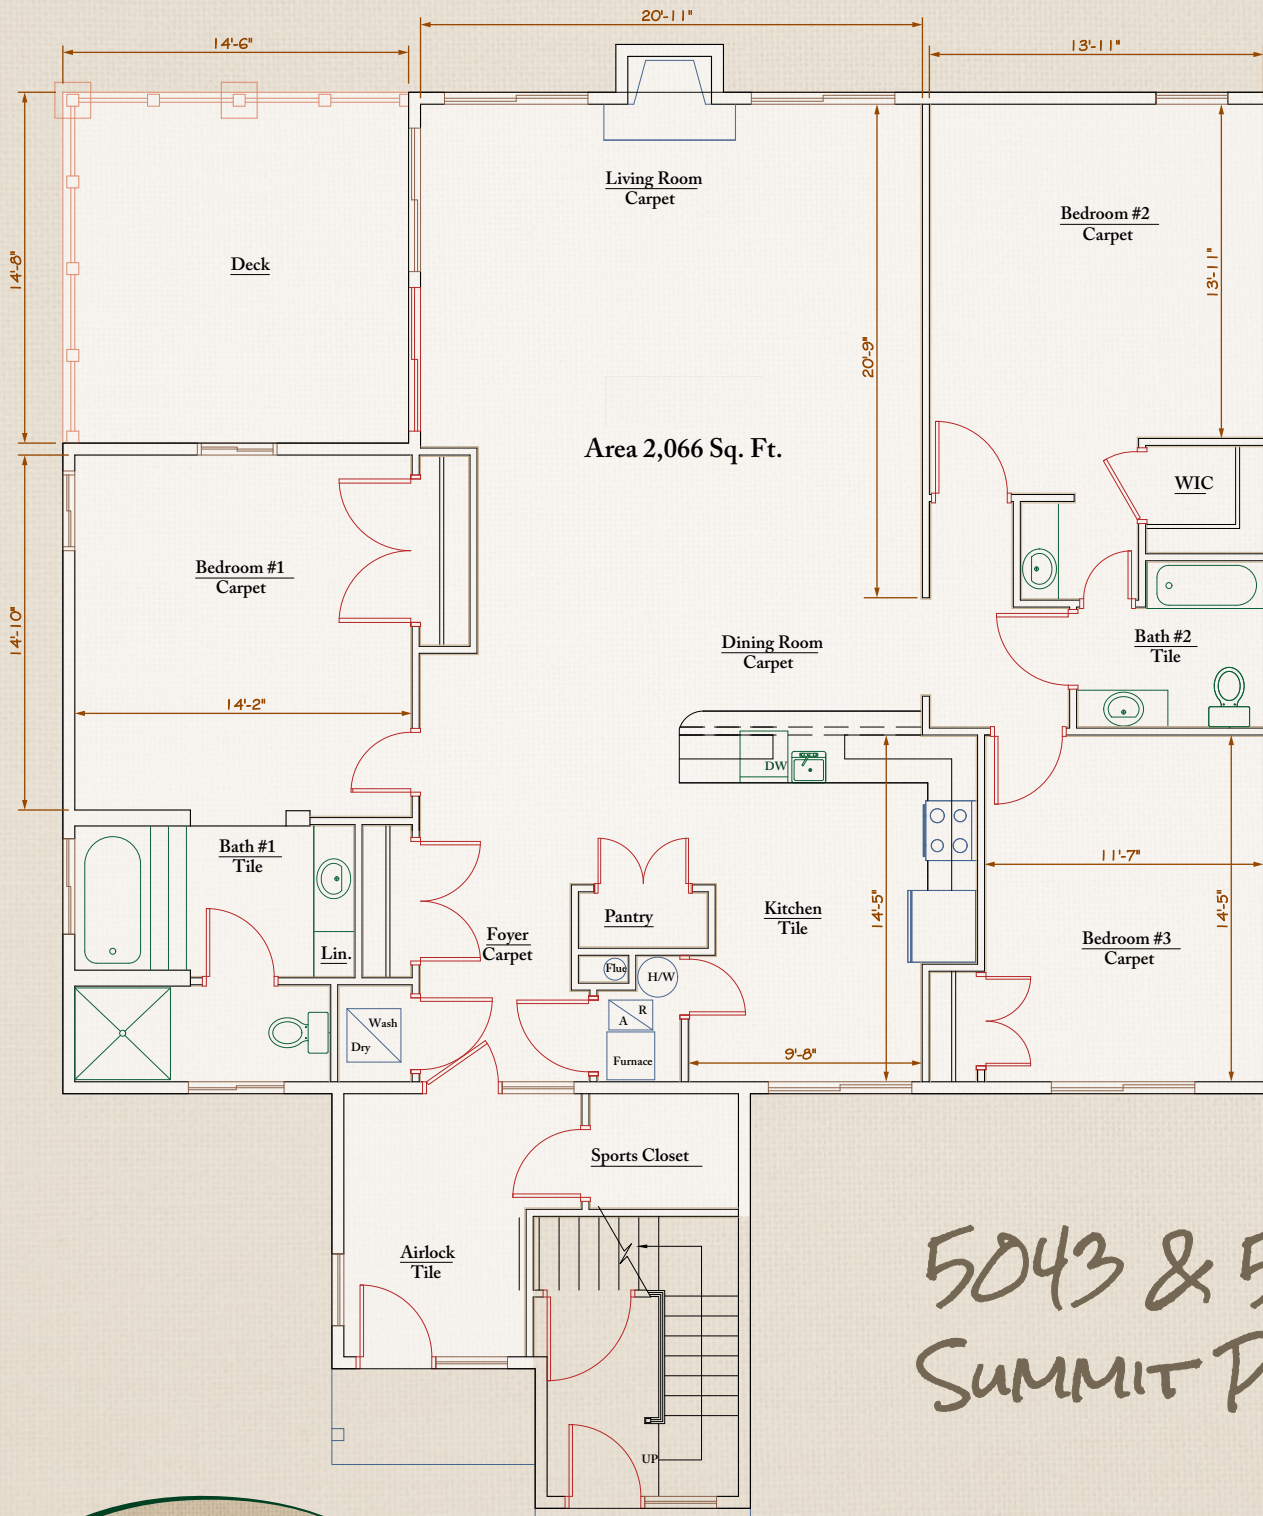 20'-11"
14'-6"
13'-11"
Living Room
Carpet
Bedroom #2
Carpet
Deck
14'-8"
13'-11"
20'-9"
Area 2,066 Sq. Ft.
WIC
Bedroom #1
Carpet
14'-10"
Dining Room
Carpet
Bath #2
Tile
14'-2"
DW
Bath #1
Tile
11'-7"
Pantry
Kitchen
Tile
14'-5"
14'-5"
Foyer
Carpet
Bedroom #3
Carpet
Lin.
Flue
H/W
R
A
Wash
Dry
Furnace
9'-8"
Sports Closet
Airlock
Tile
5043 & 5
SUMMIT
UP